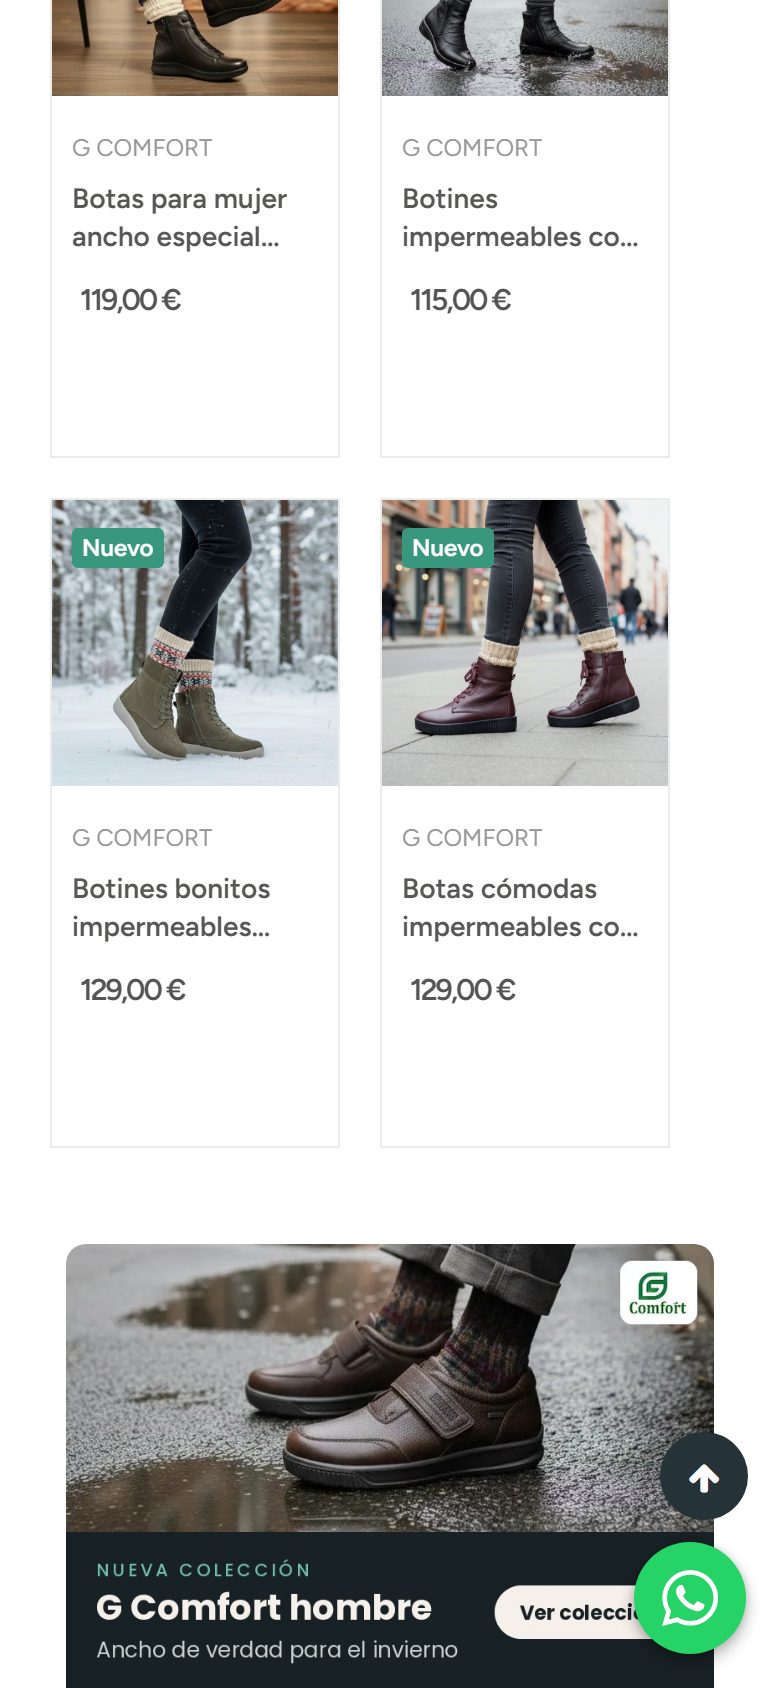 G COMFORT
Botas para mujer
ancho especial...
119,00 €
G COMFORT
Botines
impermeables co...
115,00 €
Nuevo
G COMFORT
Botines bonitos
impermeables...
129,00 €
Nuevo
G COMFORT
Botas cómodas
impermeables co...
129,00 €
G
Comfort
NUEVA COLECCIÓN
G Comfort hombre
Ancho de verdad para el invierno
Ver colecci